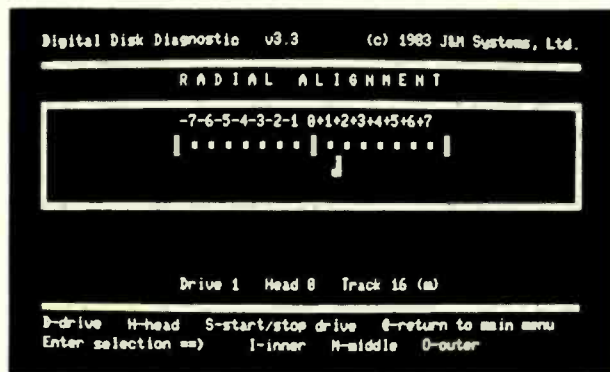 Digital Disk Diagnostic v3.3 (c) 1983 J&M Systems, Ltd.
RADIAL ALIGNMENT
-7-6-5-4-3-2-1 0+1+2+3+4+5+6+7
Drive 1 Head 0 Track 16 (m)
D-drive H-head S-start/stop drive @-return to main menu
Enter selection ==> I-inner M-middle O-outer